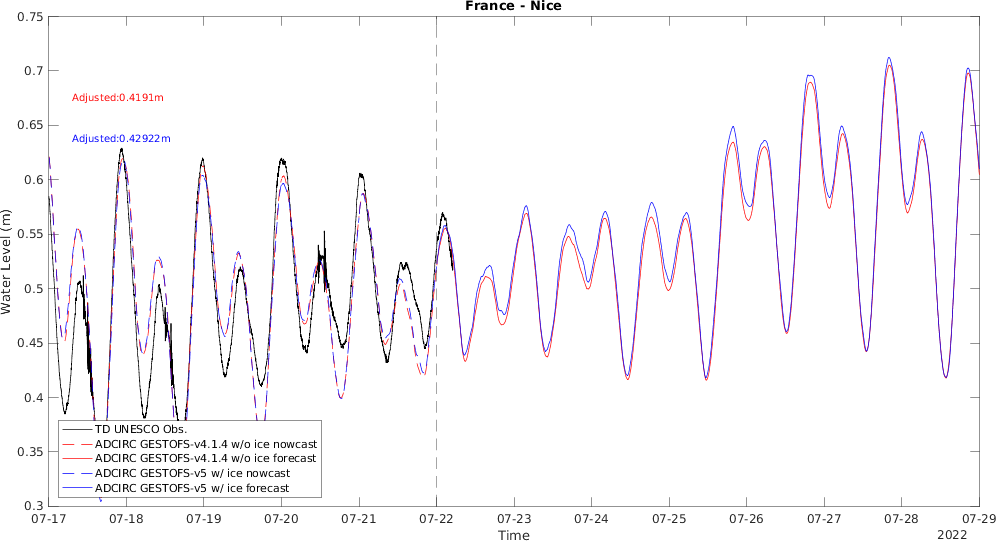 France - Nice
0.75
0.7
0.65
0.6
0.55
0.5
0.45
0.4
0.35
0.3
Water Level (m)
Adjusted:0.4191m
Adjusted:0.42922m
TD UNESCO Obs.
ADCIRC GESTOFS-v4.1.4 w/o ice nowcast
ADCIRC GESTOFS-v4.1.4 w/o ice forecast
ADCIRC GESTOFS-v5 w/ ice nowcast
ADCIRC GESTOFS-v5 w/ ice forecast
07-17 07-18 07-19 07-20 07-21 07-22 07-23 07-24 07-25 07-26 07-27 07-28 07-29
Time
2022